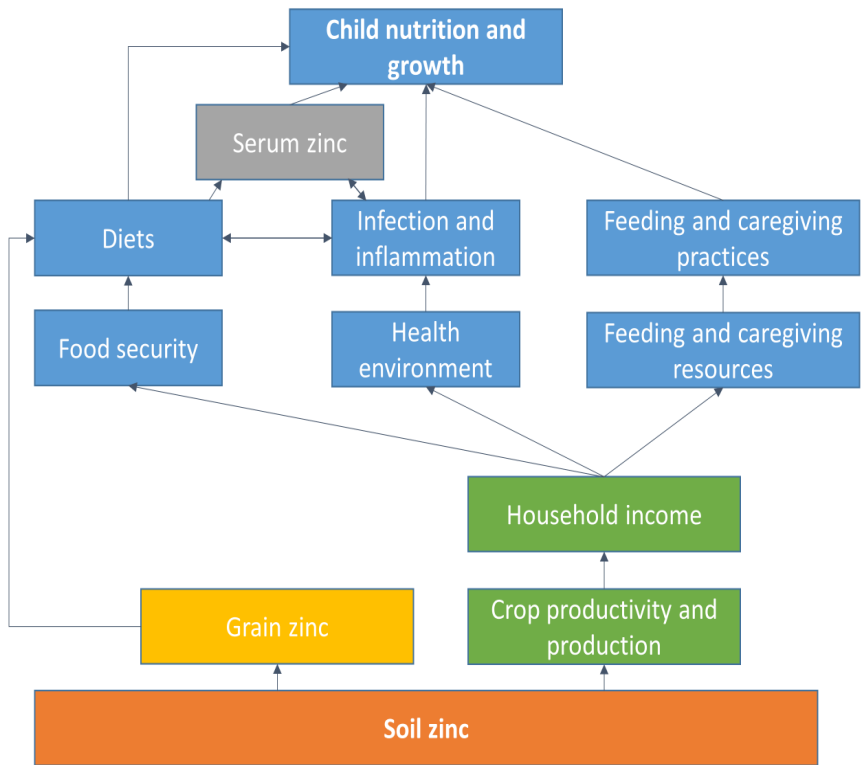 Child nutrition and
growth
Serum zinc
Diets
Infection and
inflammation
Feeding and caregiving
practices
Food security
Health
environment
Feeding and caregiving
resources
Household income
Grain zinc
Crop productivity and
production
Soil zinc